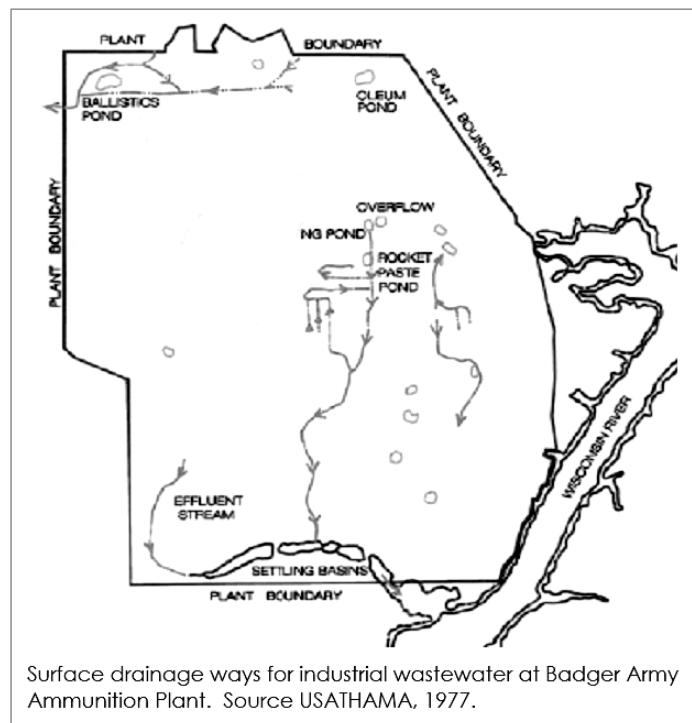 PLANT BOUNDARY
BALLISTICS
POND
OLEUM
POND
PLANT BOUNDARY
PLANT BOUNDARY
OVERFLOW
NG POND
ROCKET
PASTE
POND
WISCONSIN RIVER
EFFLUENT
STREAM
SETTLING BASINS
PLANT BOUNDARY
Surface drainage ways for industrial wastewater at Badger Army
Ammunition Plant. Source USATHAMA, 1977.